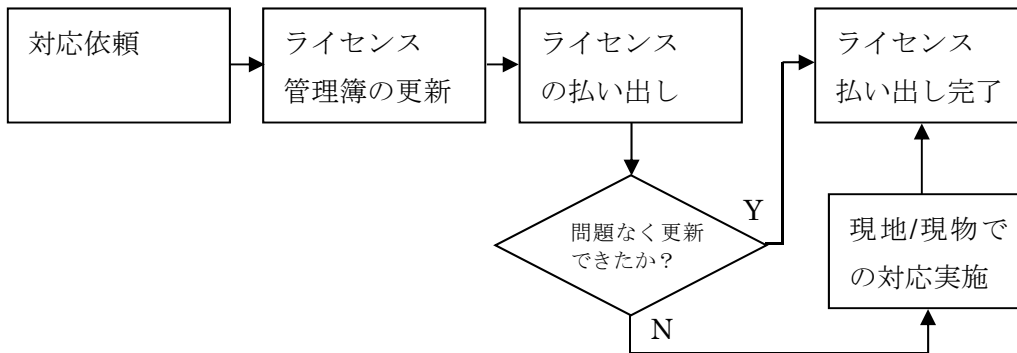 対応依頼
ライセンス
管理簿の更新
ライセンス
の払い出し
ライセンス
払い出し完了
問題なく更新
できたか？
Y
N
現地/現物で
の対応実施